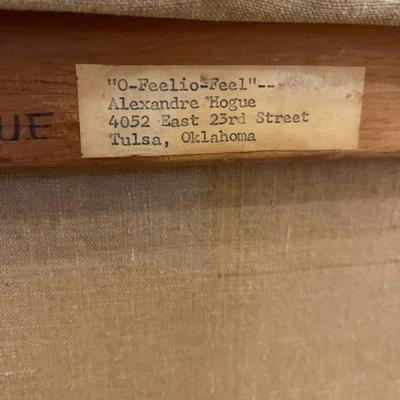 "O-Feelio-Feel"--
Alexandre Hogue
4052 East 23rd Street
Tulsa, Oklahoma
UE